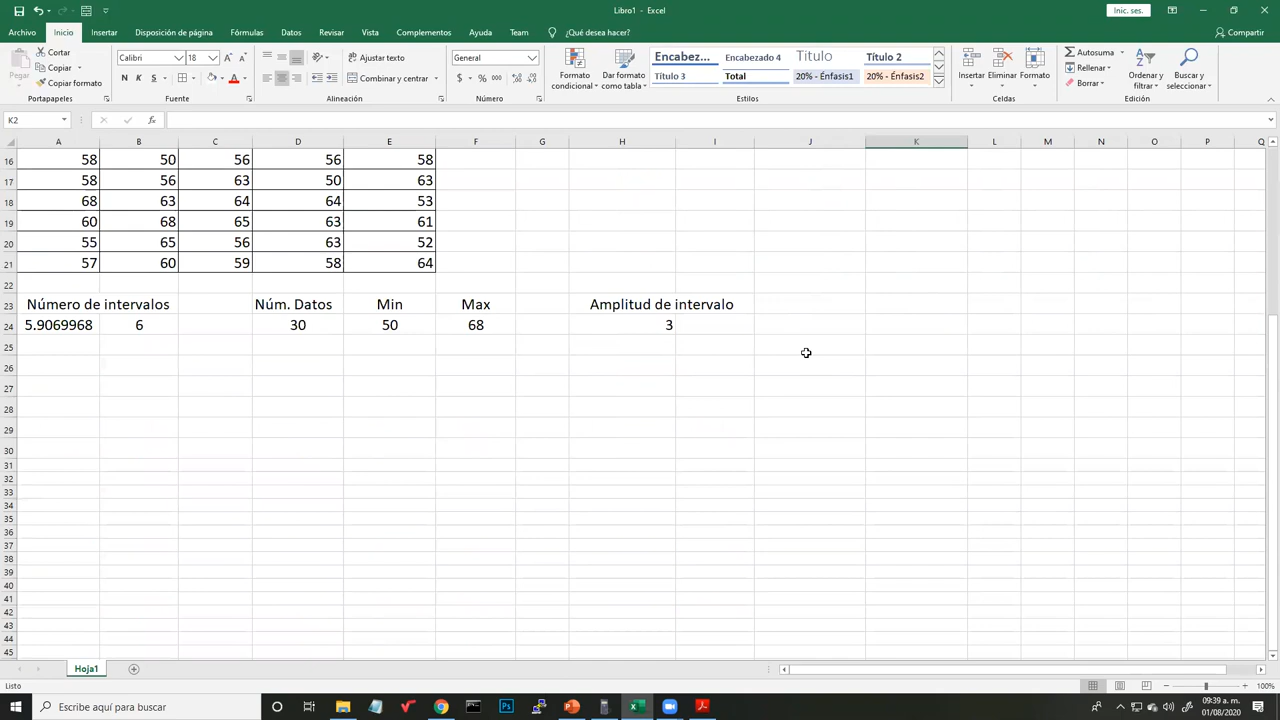 Libro1 - Excel
Inic. ses.
Archivo Inicio Insertar Disposición de página Fórmulas Datos Revisar Vista Complementos Ayuda Team ¿Qué desea hacer? Compartir
Pegar Cortar Copiar Copiar formato
Calibri 18
N K S
Ajustar texto
Combinar y centrar
General
$ % 000
Formato condicional
Dar formato como tabla
Encabez... Encabezado 4 Título Título 2
Título 3 Total 20% - Énfasis1 20% - Énfasis2
Insertar Eliminar Formato
Autosuma
Rellenar
Borrar
Ordenar y filtrar
Buscar y seleccionar
Portapapeles Fuente Alineación Número Estilos Celdas Edición
K2 fx
A B C D E F G H I J K L M N O P Q
16 58 50 56 56 58
17 58 56 63 50 63
18 68 63 64 64 53
19 60 68 65 63 61
20 55 65 56 63 52
21 57 60 59 58 64
22
23 Número de intervalos Núm. Datos Min Max Amplitud de intervalo
24 5.9069968 6 30 50 68 3
25
26
27
28
29
30
31
32
33
34
35
36
37
38
39
40
41
42
43
44
45
Hoja1
Listo 100%
Escribe aquí para buscar
09:39 a. m.
01/08/2020